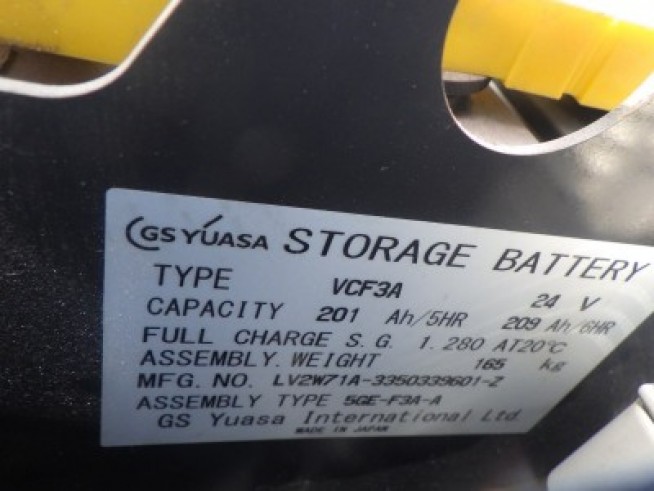 GS YUASA STORAGE BATTERY
TYPE VCF3A 24 V
CAPACITY 201 Ah/5HR 209 Ah/6HR
FULL CHARGE S.G. 1.280 AT20℃
ASSEMBLY.WEIGHT 165 kg
MFG. NO. LV2W71A-3350339601-Z
ASSEMBLY TYPE 5GE-F3A-A
GS Yuasa International Ltd
MADE IN JAPAN